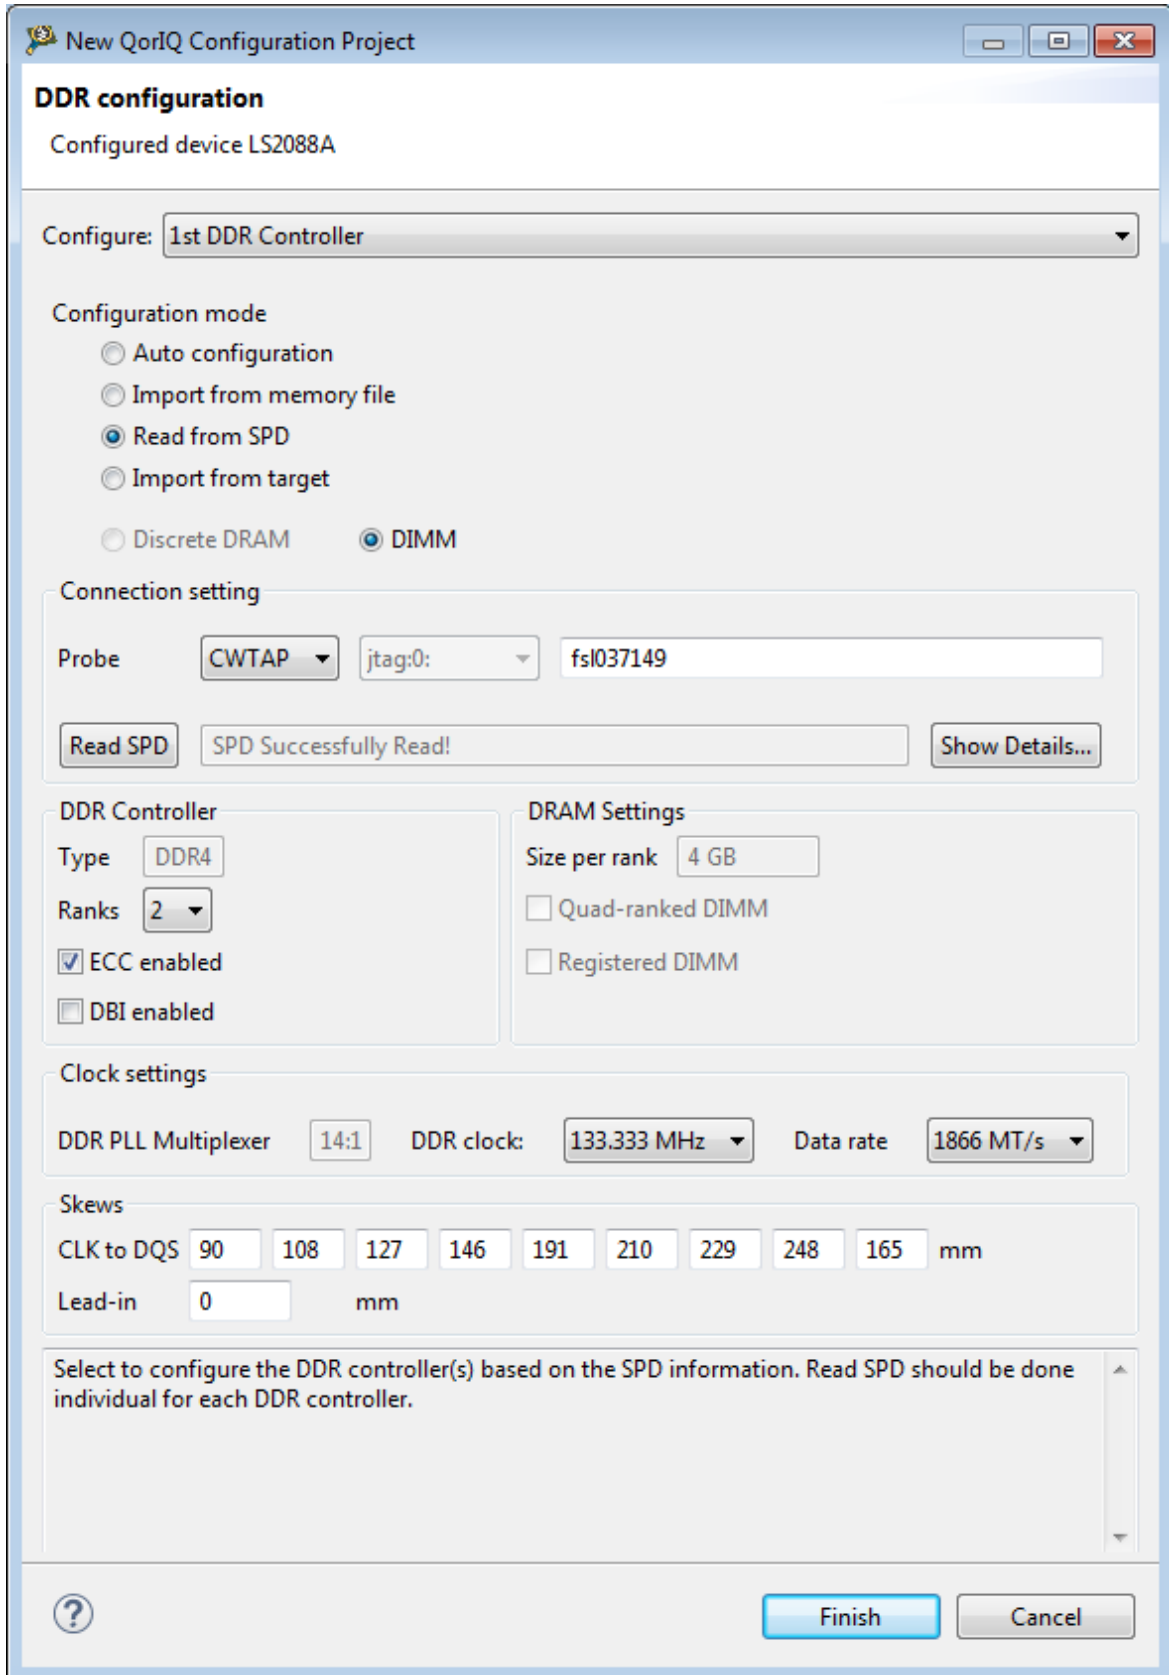 New QorIQ Configuration Project
DDR configuration
Configured device LS2088A
Configure: 1st DDR Controller
Configuration mode
Auto configuration
Import from memory file
Read from SPD
Import from target
Discrete DRAM DIMM
Connection setting
Probe CWTAP jtag:0: fsl037149
Read SPD SPD Successfully Read! Show Details...
DDR Controller
Type DDR4
Ranks 2
ECC enabled
DBI enabled
DRAM Settings
Size per rank 4 GB
Quad-ranked DIMM
Registered DIMM
Clock settings
DDR PLL Multiplexer 14:1 DDR clock: 133.333 MHz Data rate 1866 MT/s
Skews
CLK to DQS 90 108 127 146 191 210 229 248 165 mm
Lead-in 0 mm
Select to configure the DDR controller(s) based on the SPD information. Read SPD should be done
individual for each DDR controller.
? Finish Cancel